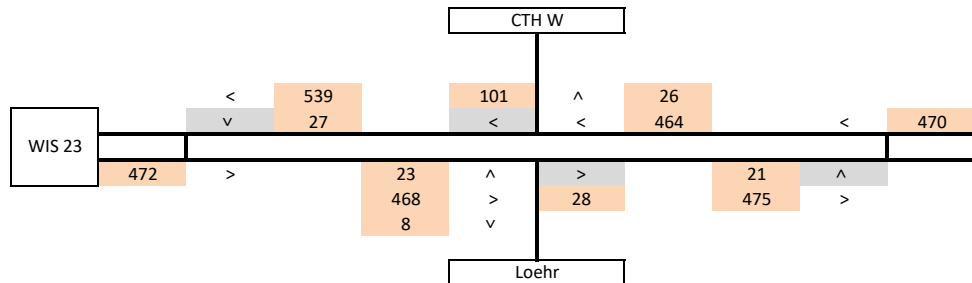 CTH W
< 539 101 ^ 26
v 27 < < 464 < 470
WIS 23
472 > 23 ^ > 21 ^
468 > 28 475 >
8 v
Loehr